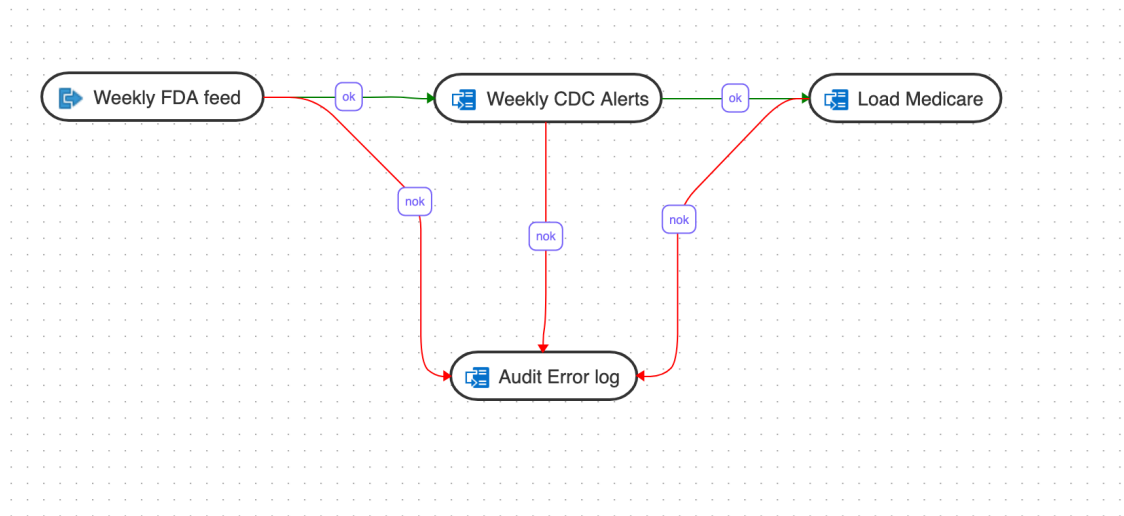 Weekly FDA feed
ok
Weekly CDC Alerts
ok
Load Medicare
nok
nok
nok
Audit Error log